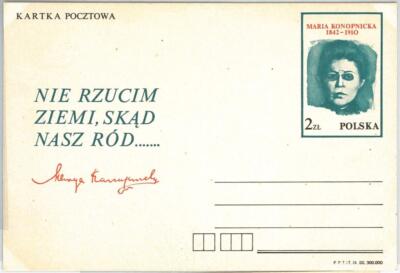 KARTKA POCZTOWA
MARIA KONOPNICKA
1842-1910
2 ZŁ POLSKA
NIE RZUCIM
ZIEMI, SKĄD
NASZ RÓD.......